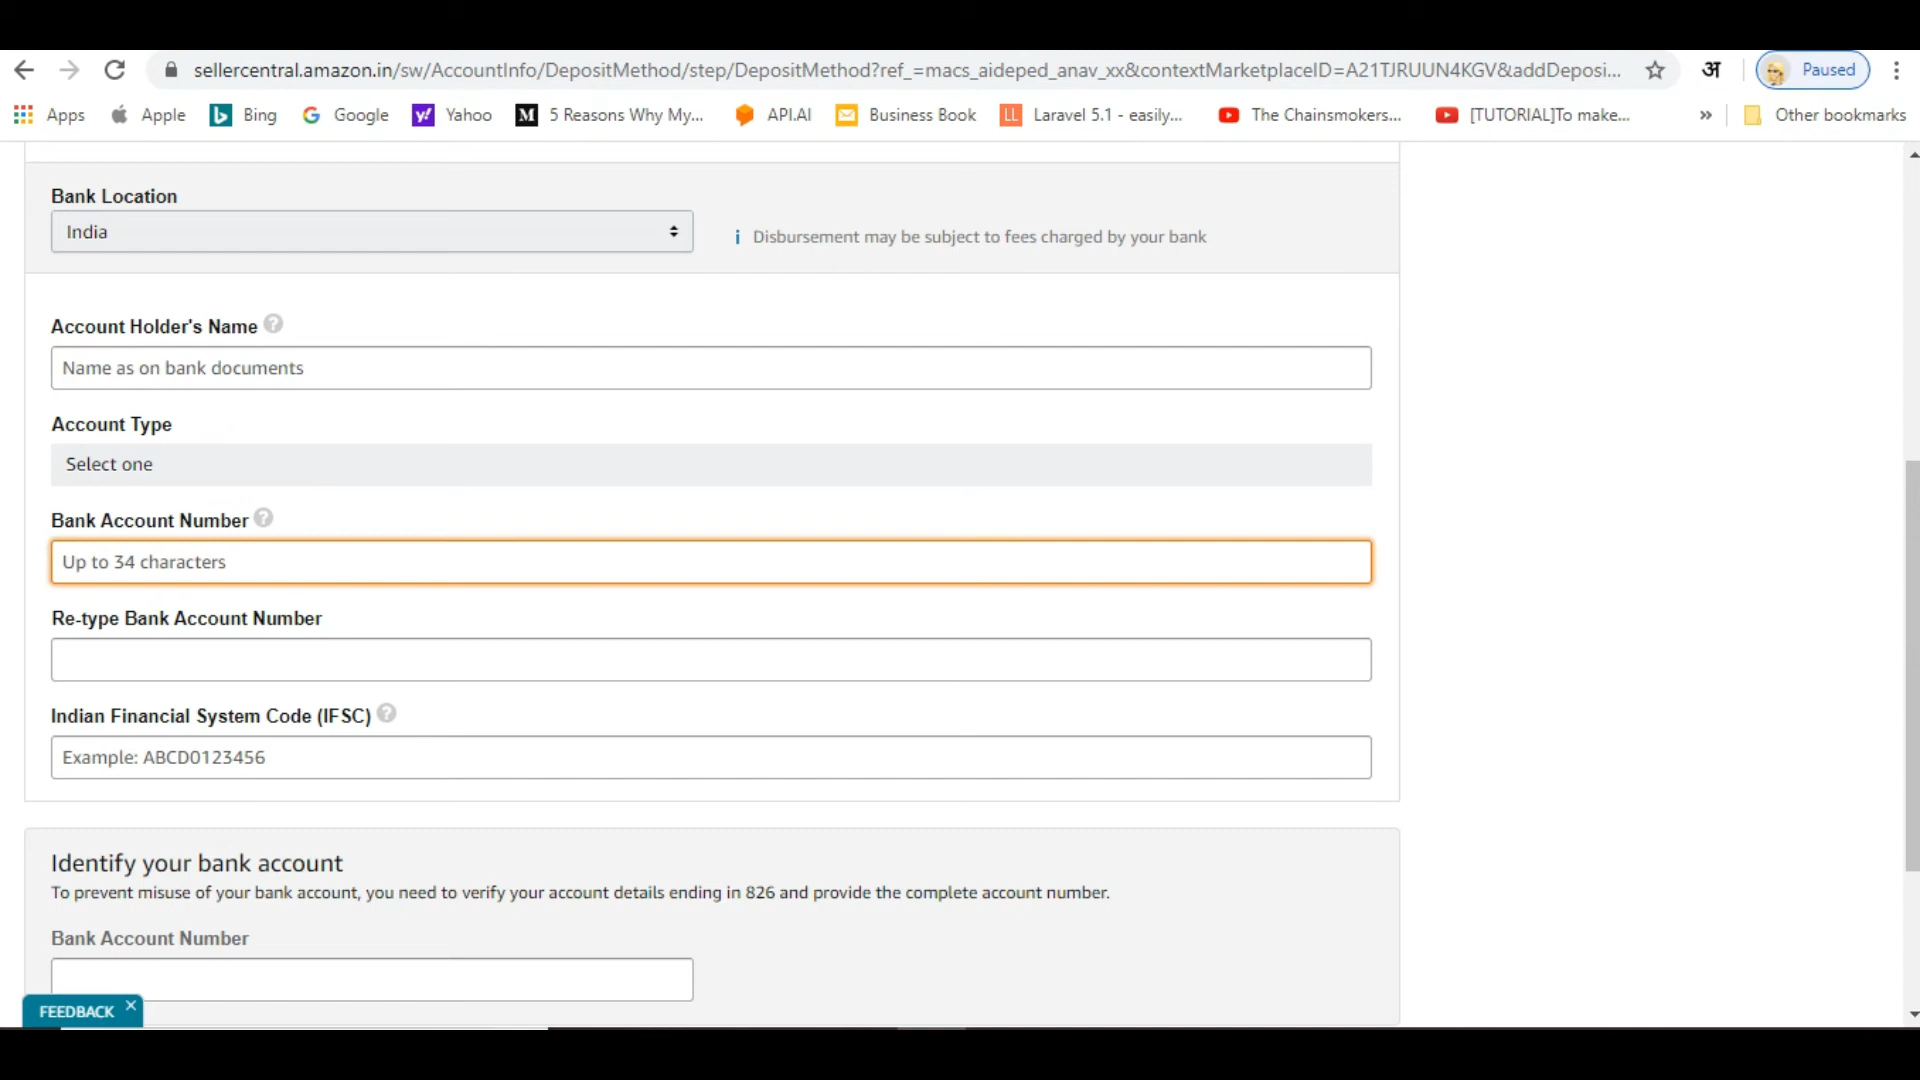 sellercentral.amazon.in/sw/AccountInfo/DepositMethod/step/DepositMethod?ref_=macs_aideped_anav_xx&contextMarketplaceID=A21TJRUUN4KGV&addDeposi...
अ
Paused
Apps
Apple
Bing
Google
Yahoo
5 Reasons Why My...
API.AI
Business Book
LL
Laravel 5.1 - easily...
The Chainsmokers...
[TUTORIAL]To make...
»
Other bookmarks
Bank Location
India
i Disbursement may be subject to fees charged by your bank
Account Holder's Name ?
Name as on bank documents
Account Type
Select one
Bank Account Number ?
Up to 34 characters
Re-type Bank Account Number
Indian Financial System Code (IFSC) ?
Example: ABCD0123456
Identify your bank account
To prevent misuse of your bank account, you need to verify your account details ending in 826 and provide the complete account number.
Bank Account Number
FEEDBACK